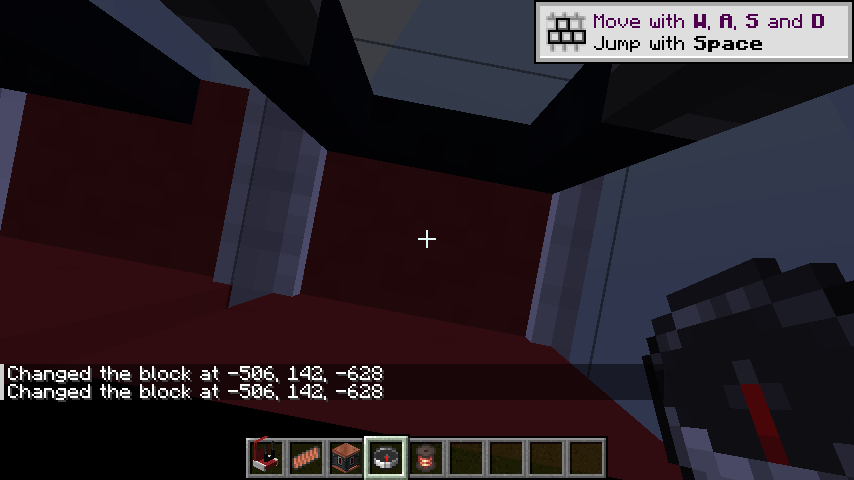 Move with W, A, S and D
Jump with Space
Changed the block at -506, 142, -628
Changed the block at -506, 142, -628